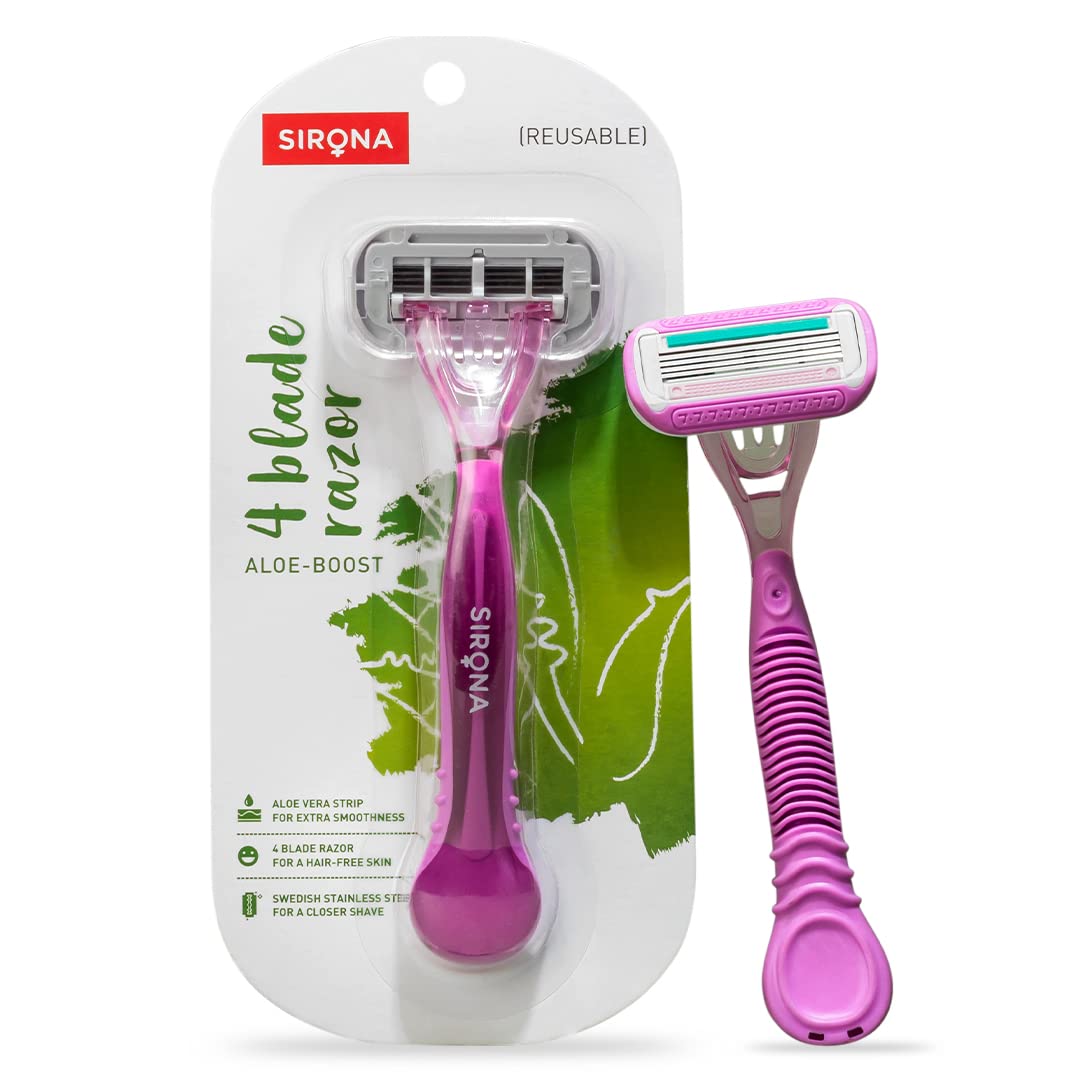 SIRONA
(REUSABLE)
4 blade
razor
ALOE-BOOST
SIRONA
ALOE VERA STRIP
FOR EXTRA SMOOTHNESS
4 BLADE RAZOR
FOR A HAIR-FREE SKIN
SWEDISH STAINLESS
FOR A CLOSER SHAVE